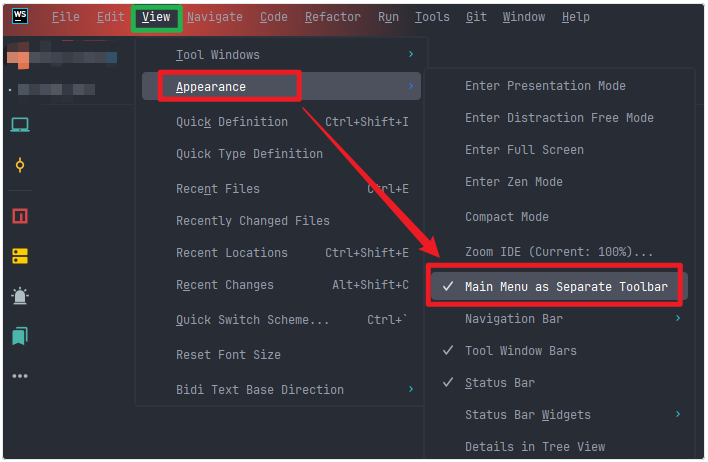 WS File Edit View Navigate Code Refactor Run Tools Git Window Help
Tool Windows
Appearance
Quick Definition Ctrl+Shift+I
Quick Type Definition
Recent Files Ctrl+E
Recently Changed Files
Recent Locations Ctrl+Shift+E
Recent Changes Alt+Shift+C
Quick Switch Scheme... Ctrl+`
Reset Font Size
Bidi Text Base Direction
Enter Presentation Mode
Enter Distraction Free Mode
Enter Full Screen
Enter Zen Mode
Compact Mode
Zoom IDE (Current: 100%)...
Main Menu as Separate Toolbar
Navigation Bar
Tool Window Bars
Status Bar
Status Bar Widgets
Details in Tree View